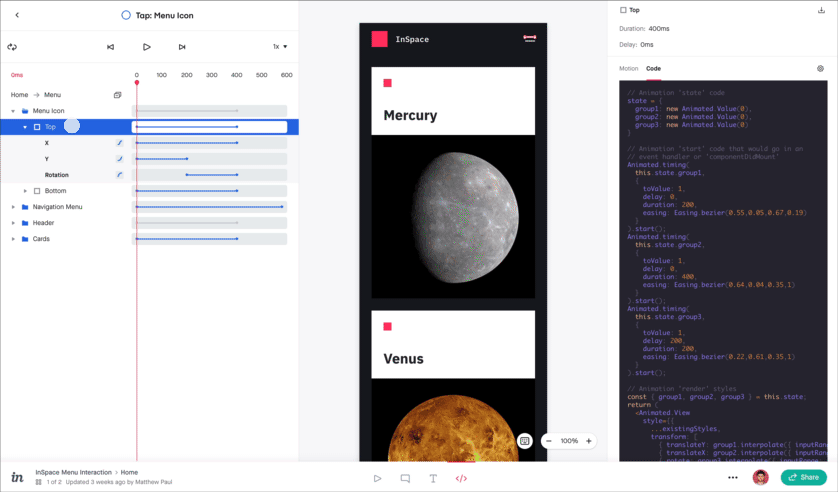 Tap: Menu Icon
1x
0ms
0 100 200 300 400 500 600
Home → Menu
Menu Icon
Top
X
Y
Rotation
Bottom
Navigation Menu
Header
Cards
InSpace
Mercury
Venus
100%
Top
Duration: 400ms
Delay: 0ms
Motion Code
// Animation 'state' code
state = {
group1: new Animated.Value(0),
group2: new Animated.Value(0),
group3: new Animated.Value(0)
}
// Animation 'start' code that would go in an
// event handler or 'componentDidMount'
Animated.timing(
this.state.group1,
{
toValue: 1,
delay: 0,
duration: 200,
easing: Easing.bezier(0.55,0.05,0.67,0.19)
}
).start();
Animated.timing(
this.state.group2,
{
toValue: 1,
delay: 0,
duration: 400,
easing: Easing.bezier(0.64,0.04,0.35,1)
}
).start();
Animated.timing(
this.state.group3,
{
toValue: 1,
delay: 200,
duration: 200,
easing: Easing.bezier(0.22,0.61,0.35,1)
}
).start();
// Animation 'render' styles
const { group1, group2, group3 } = this.state;
return (
<Animated.View
style={[
...existingStyles,
transform: [
{ translateY: group1.interpolate({ inputRan
{ translateX: group2.interpolate({ inputRan
in
InSpace Menu Interaction > Home
1 of 2 Updated 3 weeks ago by Matthew Paul
T
</>
Share